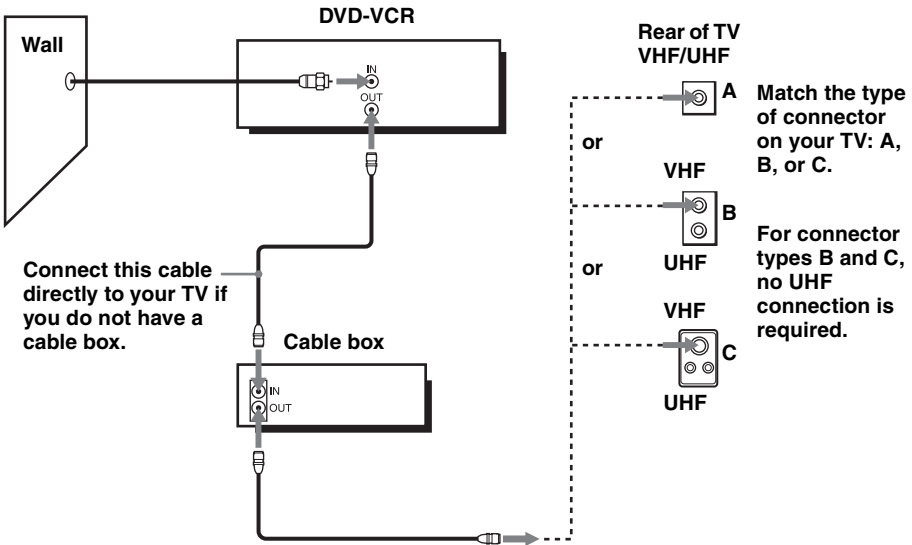 DVD-VCR
Wall
IN
OUT
Rear of TV
VHF/UHF
A
Match the type
of connector
on your TV: A,
B, or C.
or
VHF
B
UHF
For connector
types B and C,
no UHF
connection is
required.
or
VHF
C
UHF
Connect this cable
directly to your TV if
you do not have a
cable box.
Cable box
IN
OUT